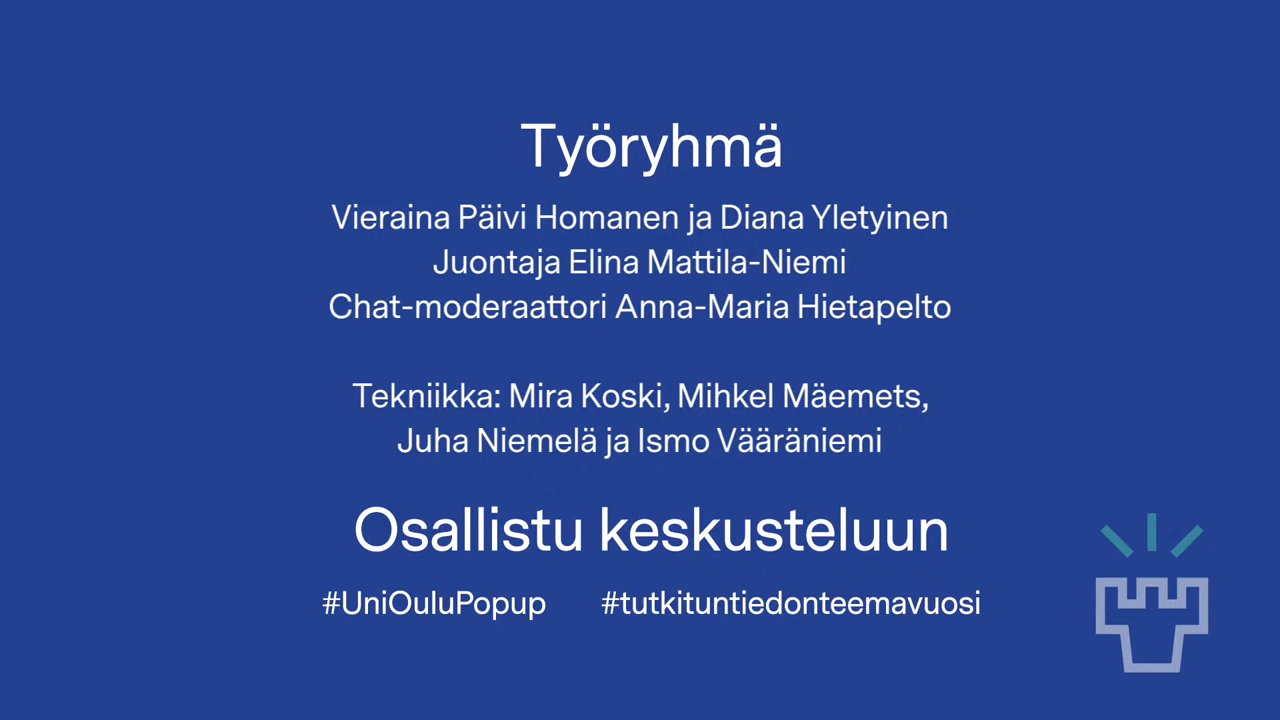 Työryhmä
Vieraina Päivi Homanen ja Diana Yletyinen
Juontaja Elina Mattila-Niemi
Chat-moderaattori Anna-Maria Hietapelto
Tekniikka: Mira Koski, Mihkel Mäemets,
Juha Niemelä ja Ismo Vääräniemi
Osallistu keskusteluun
#UniOuluPopup #tutkituntiedonteemavuosi